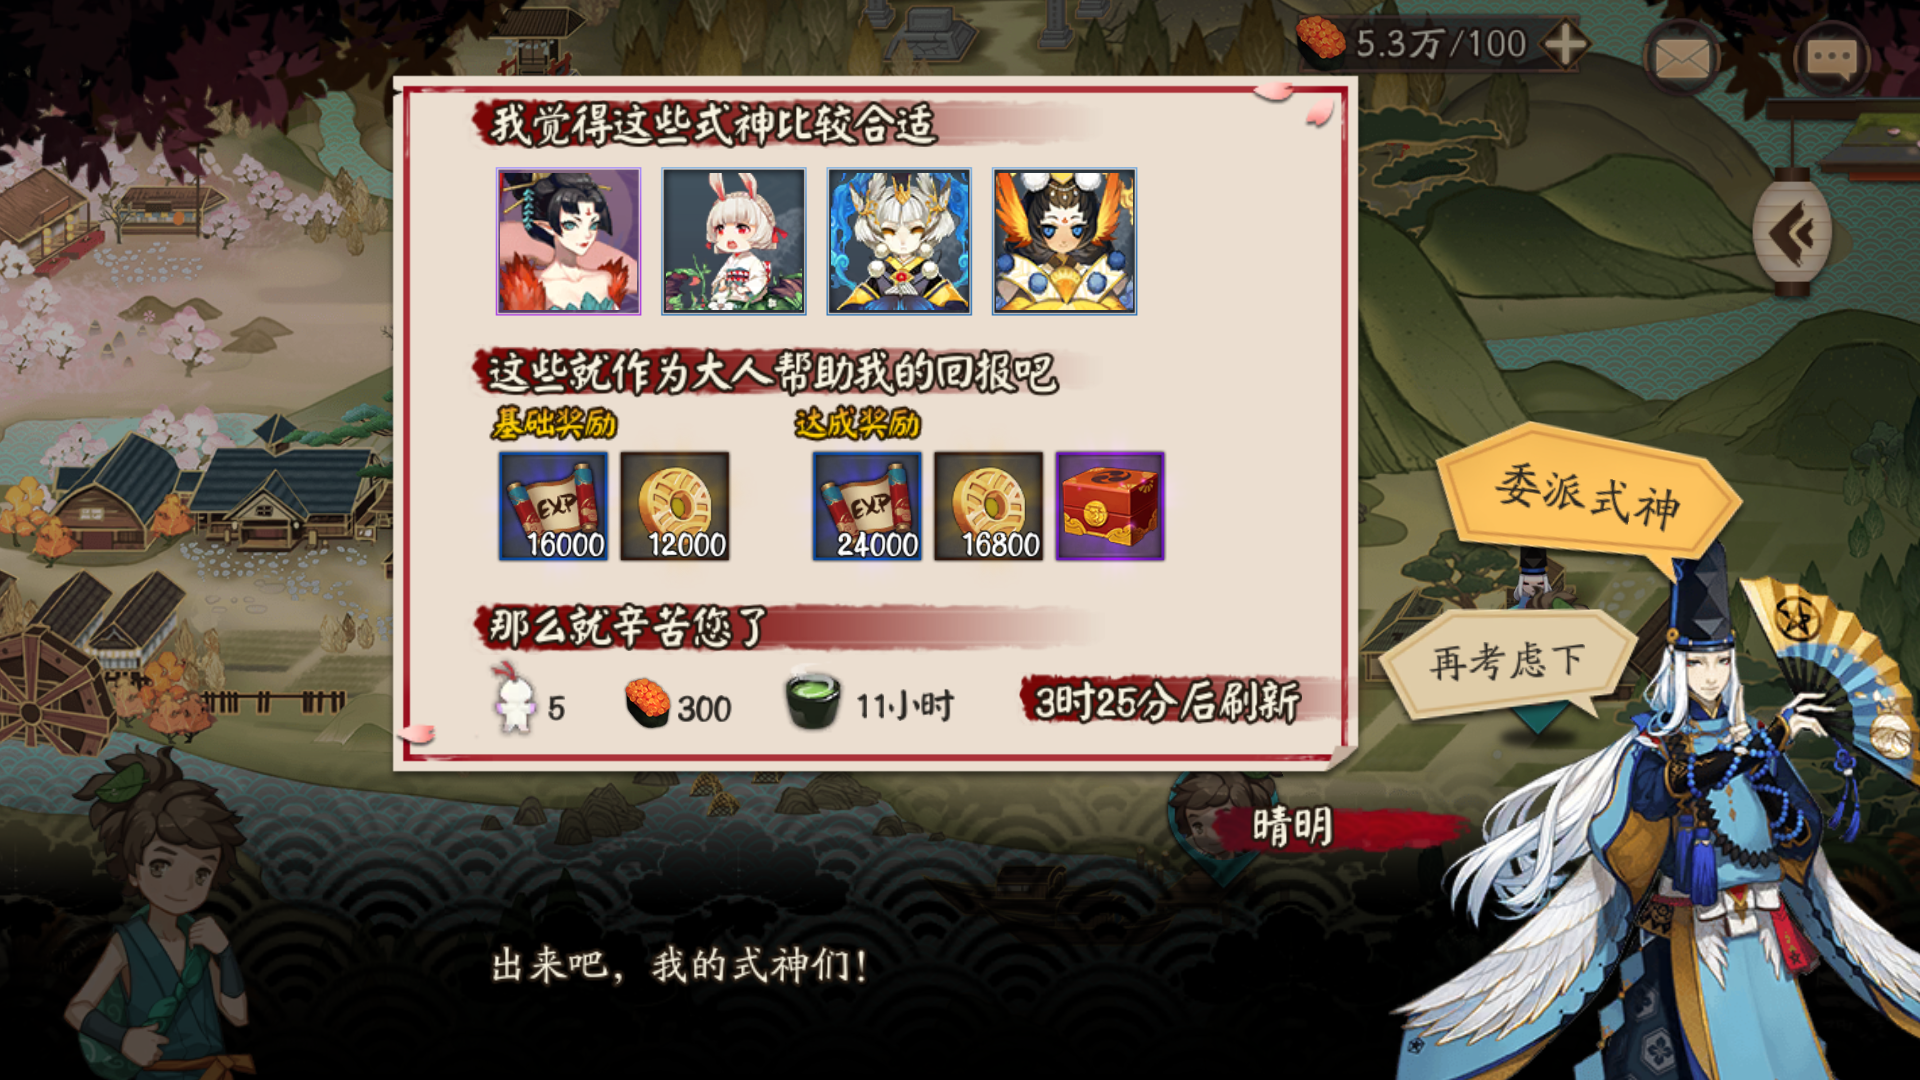 5.3万/100
我觉得这些式神比较合适
这些就作为大人帮助我的回报吧
基础奖励 达成奖励
EXP 16000 12000 EXP 24000 16800
委派式神
那么就辛苦您了
再考虑下
5 300 11小时 3时25分后刷新
晴明
出来吧，我的式神们！